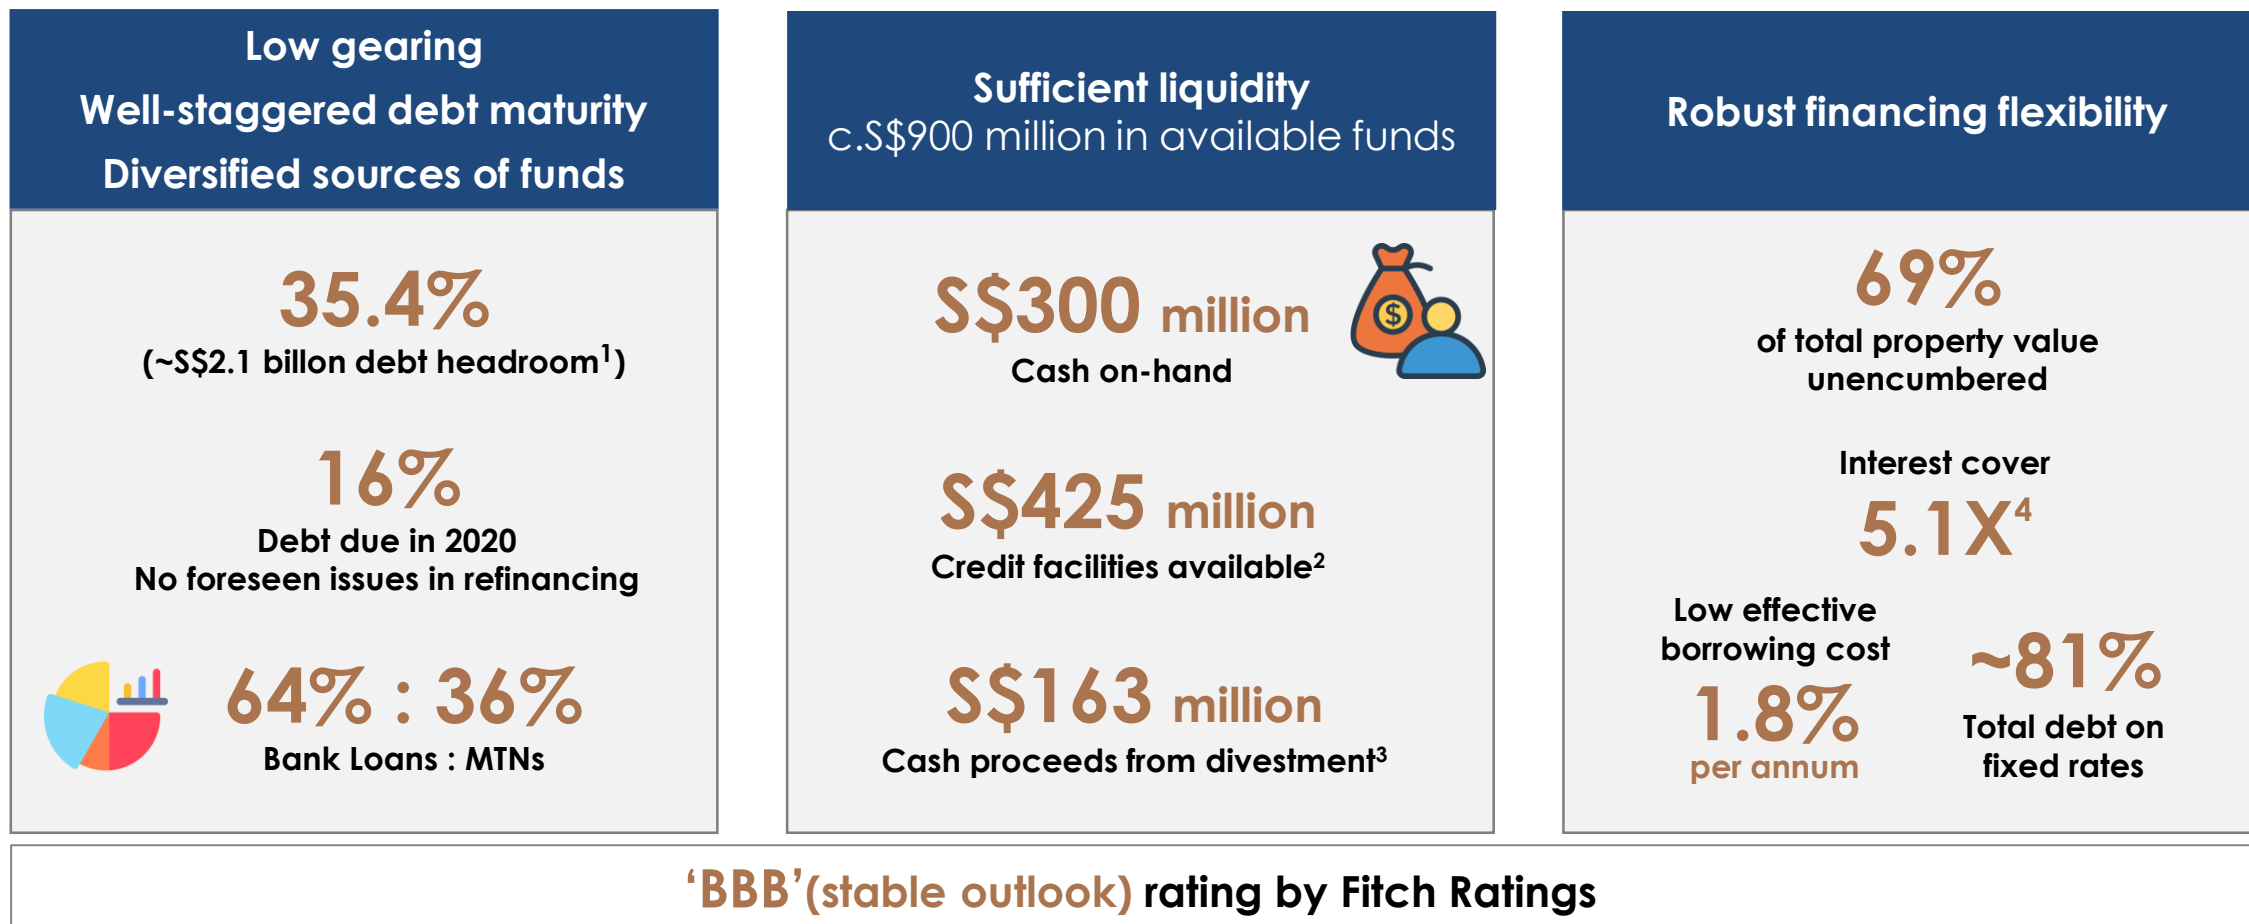 Low gearing
Well-staggered debt maturity
Diversified sources of funds
35.4%
(~S$2.1 billon debt headroom¹)
16%
Debt due in 2020
No foreseen issues in refinancing
64% : 36%
Bank Loans : MTNs
Sufficient liquidity
c.S$900 million in available funds
S$300 million
$
Cash on-hand
S$425 million
Credit facilities available²
S$163 million
Cash proceeds from divestment³
Robust financing flexibility
69%
of total property value
unencumbered
Interest cover
5.1X⁴
Low effective
borrowing cost
1.8%
per annum
~81%
Total debt on
fixed rates
‘BBB’(stable outlook) rating by Fitch Ratings